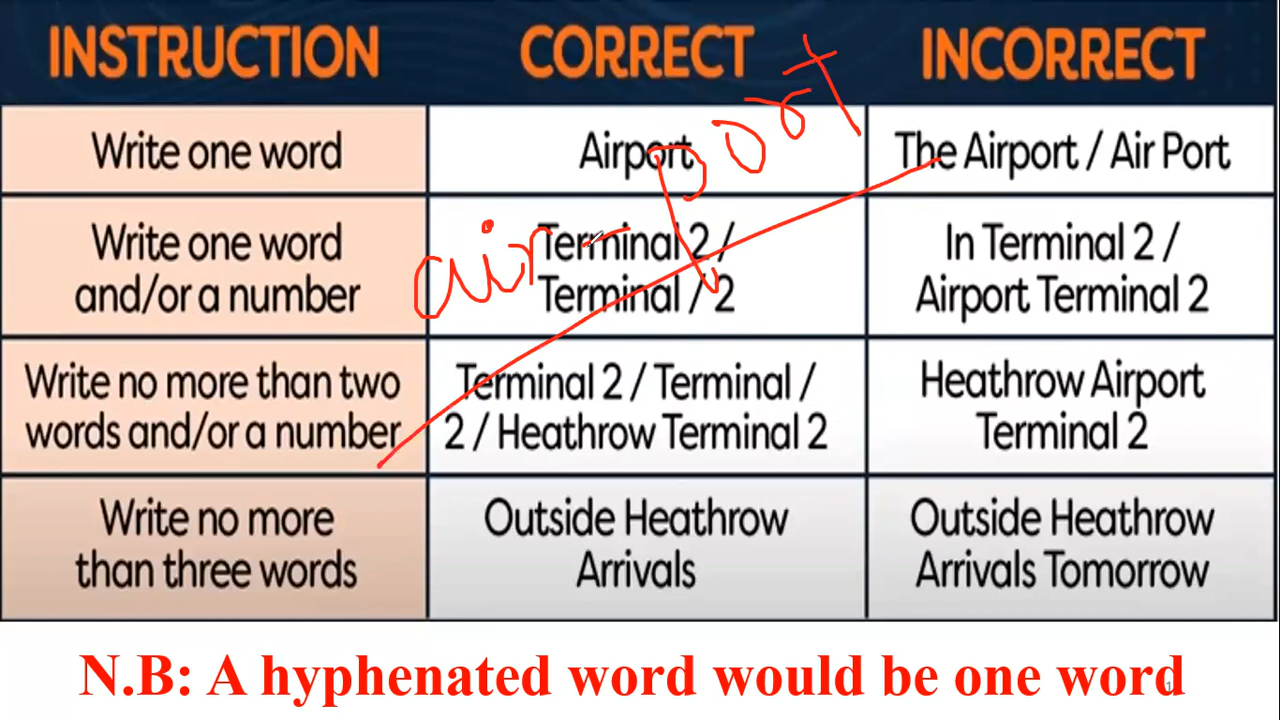 INSTRUCTION CORRECT INCORRECT
Write one word Airport The Airport / Air Port
Write one word
and/or a number
Terminal 2 /
Terminal / 2
In Terminal 2 /
Airport Terminal 2
Write no more than two
words and/or a number
Terminal 2 / Terminal /
2 / Heathrow Terminal 2
Heathrow Airport
Terminal 2
Write no more
than three words
Outside Heathrow
Arrivals
Outside Heathrow
Arrivals Tomorrow
air-port
N.B: A hyphenated word would be one word